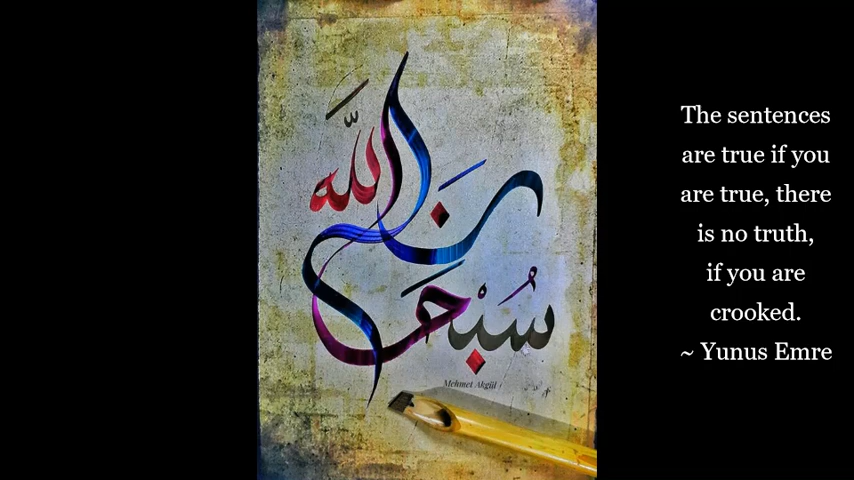 سُبْحَانَ اللّٰه
Mehmet Akgül
The sentences
are true if you
are true, there
is no truth,
if you are
crooked.
~ Yunus Emre